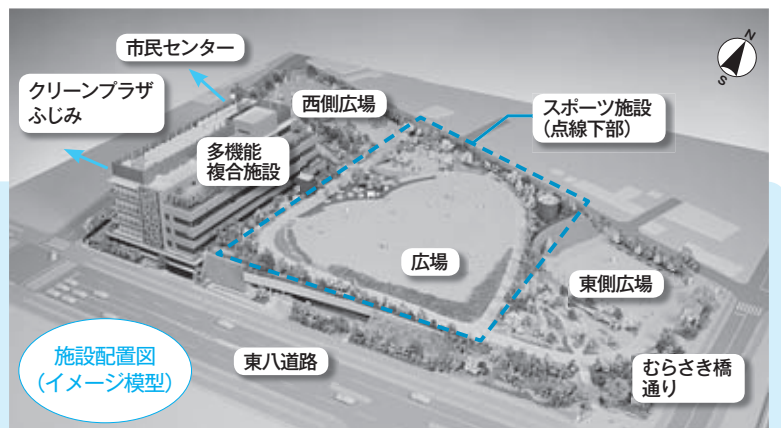 市民センター
クリーンプラザ
ふじみ
西側広場
多機能
複合施設
スポーツ施設
（点線下部）
N
S
広場
東側広場
東八道路
むらさき橋
通り
施設配置図
（イメージ模型）